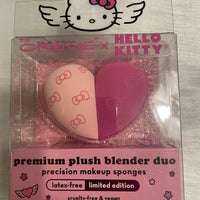 THE
CRÈME × HELLO
SHOP KITTY
premium plush blender duo
precision makeup sponges
latex-free limited edition
cruelty-free & vegan